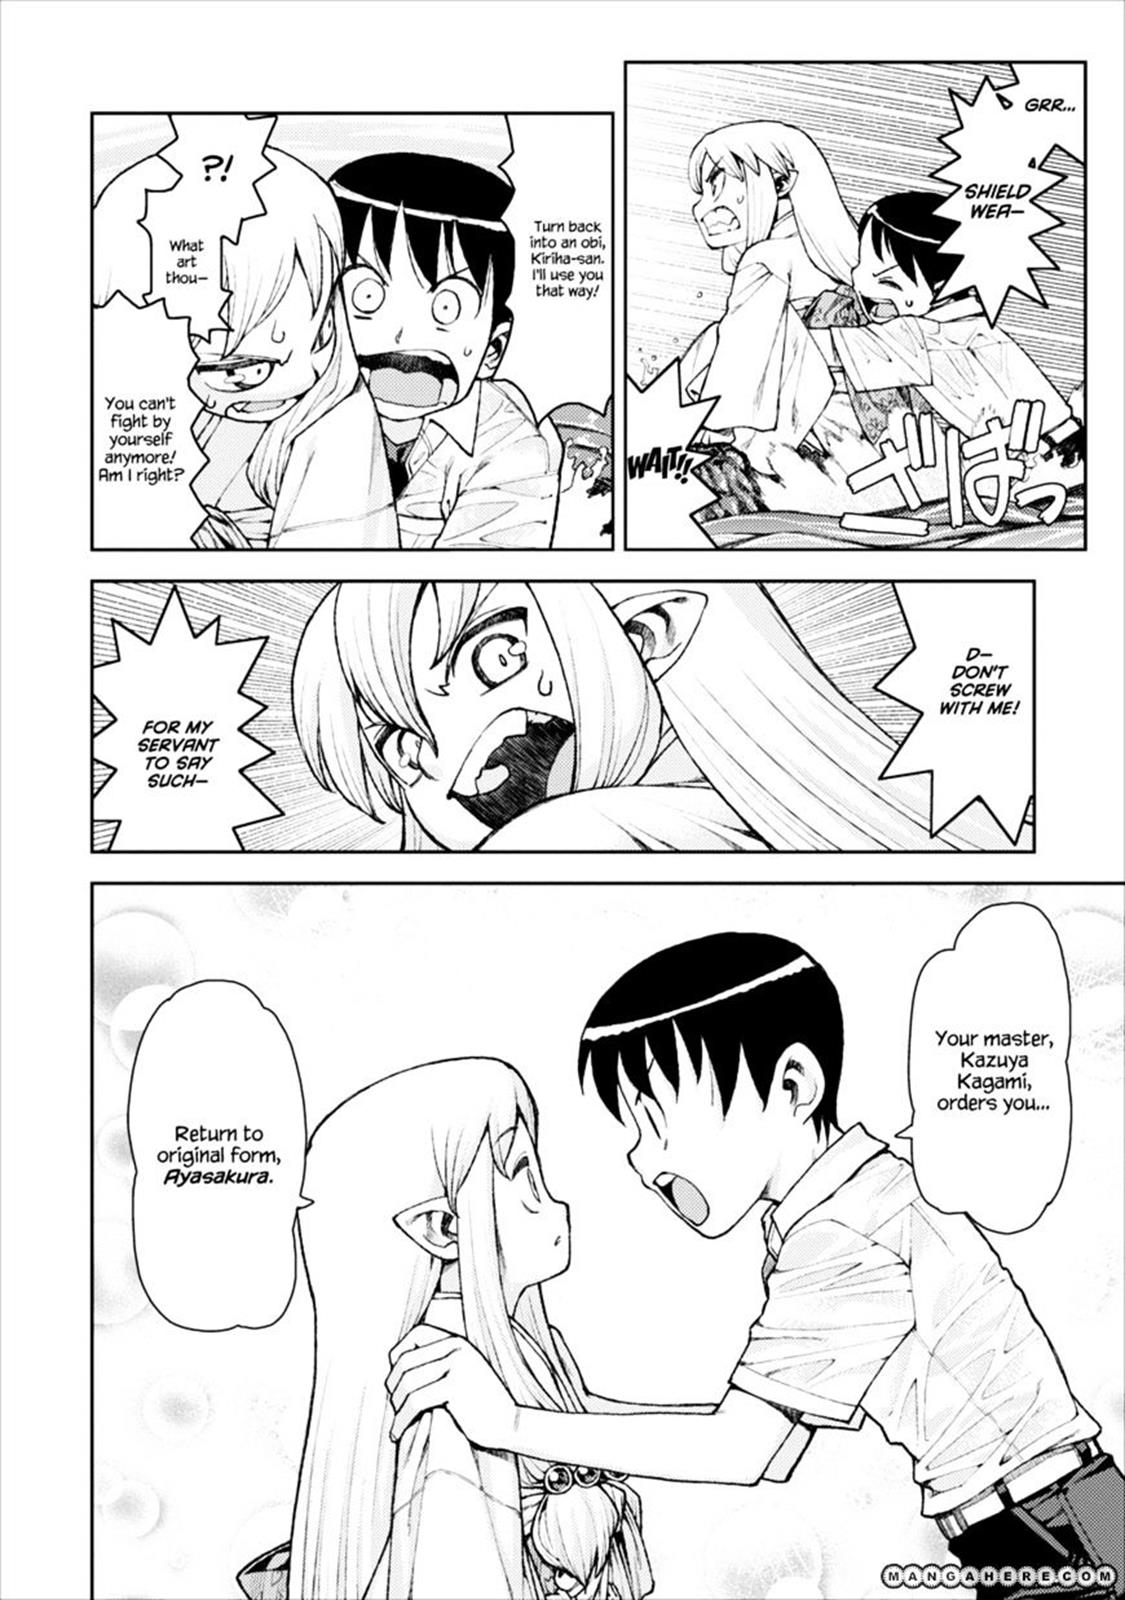 GRR...
SHIELD
WEA–
WAIT!!
ザリ
ばっ
Turn back
into an obi,
Kiriha-san.
I'll use you
that way!
?!
What
art
thou–
You can't
fight by
yourself
anymore!
Am I right?
D–
DON'T
SCREW
WITH ME!
FOR MY
SERVANT
TO SAY
SUCH–
Your master,
Kazuya
Kagami,
orders you...
Return to
original form,
Ayasakura.
MANGAHERE.COM